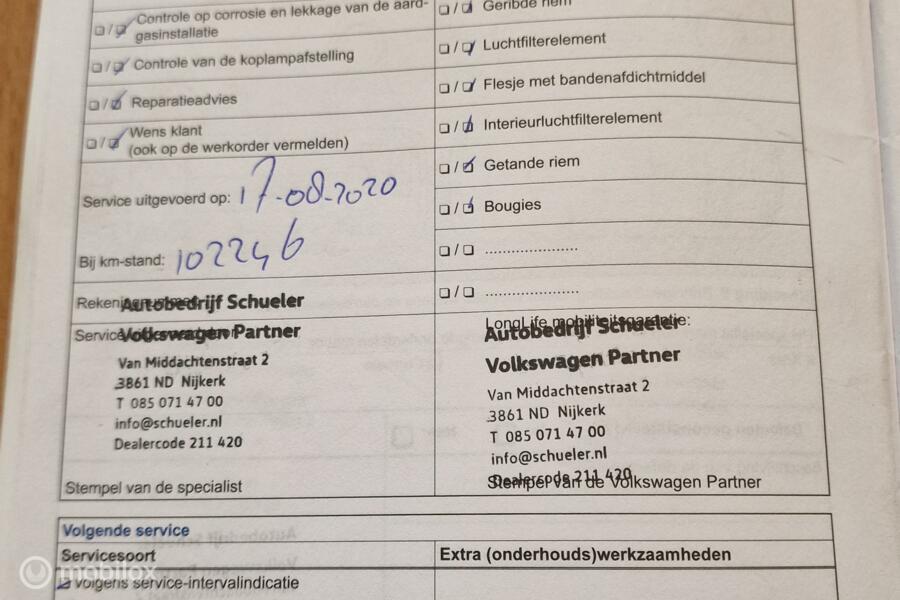 Controle op corrosie en lekkage van de aard-
gasinstallatie
Controle van de koplampafstelling
Reparatieadvies
Wens klant
(ook op de werkorder vermelden)
Service uitgevoerd op: 17-08-2020
Bij km-stand: 102246
Autobedrijf Schueler
Volkswagen Partner
Van Middachtenstraat 2
3861 ND Nijkerk
T 085 071 47 00
info@schueler.nl
Dealercode 211 420
Stempel van de specialist
Geribde riem
Luchtfilterelement
Flesje met bandenafdichtmiddel
Interieurluchtfilterelement
Getande riem
Bougies
LongLife mobiliteitsgarantie:
Autobedrijf Schueler
Volkswagen Partner
Van Middachtenstraat 2
3861 ND Nijkerk
T 085 071 47 00
info@schueler.nl
Dealercode 211 420
Stempel van de Volkswagen Partner
Volgende service
Servicesoort
Extra (onderhouds)werkzaamheden
volgens service-intervalindicatie
mobilox